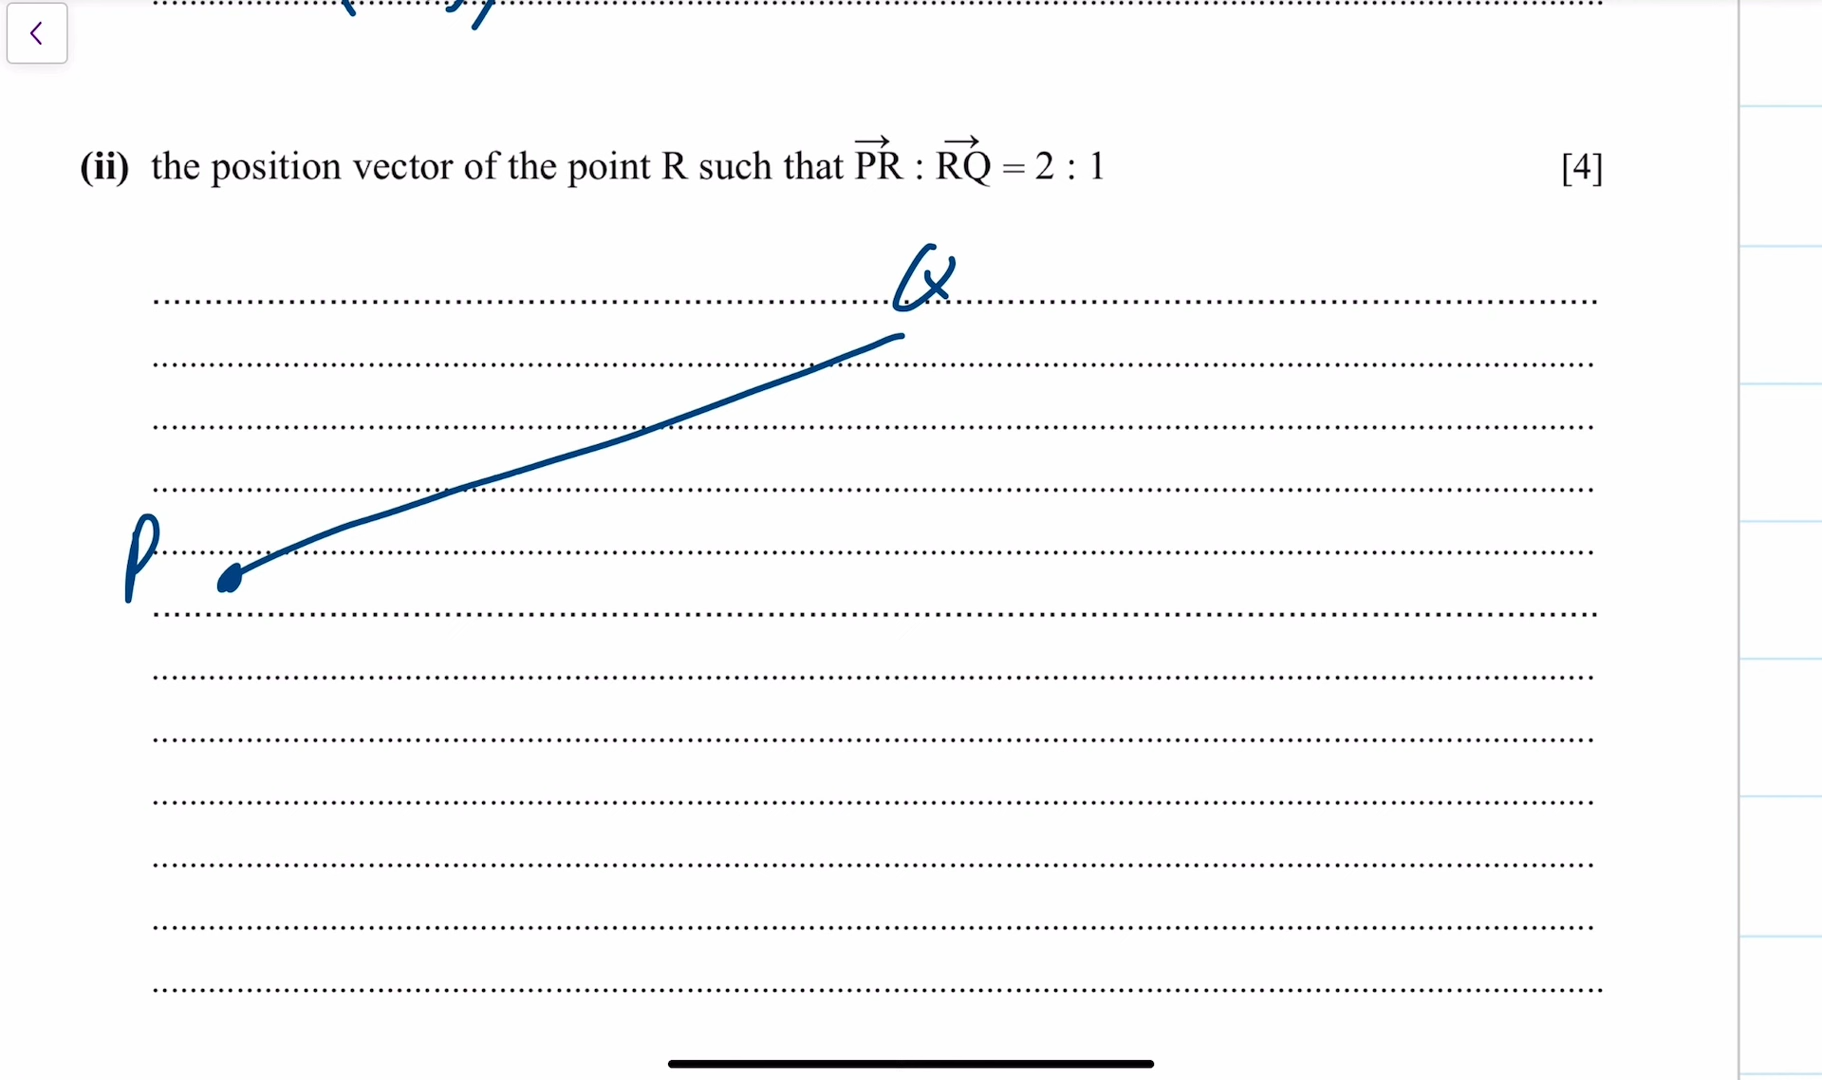 (ii) the position vector of the point R such that PR : RQ = 2 : 1 [4]
Q
P